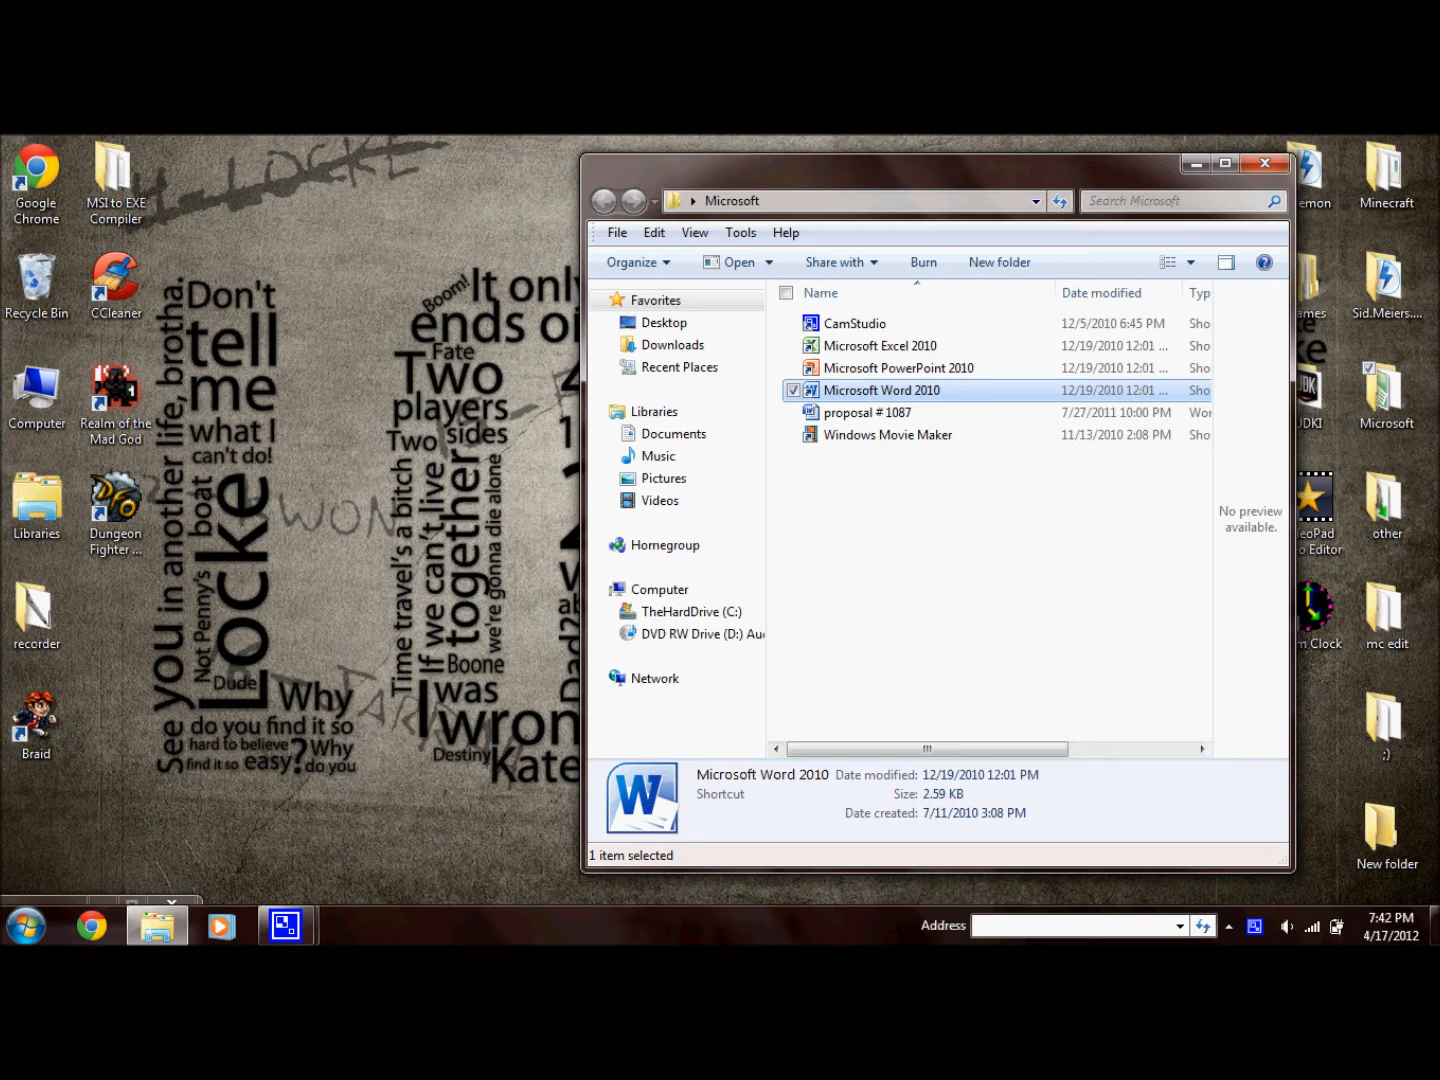 Google
Chrome
MSI to EXE
Compiler
Recycle Bin
CCleaner
Computer
Realm of the
Mad God
Libraries
Dungeon
Fighter ...
recorder
Braid
LOCKE
See you in another life, brotha.
Don't
tell
me
what I
can't do!
Not Penny's boat
Locke
Dude
Why
do you find it so
hard to believe
?
Why
find it so
easy
do you
WON
Boom!
It only
ends on
Fate
Two
players
Two
sides
Time travel's a bitch
If we can't live
together
we're gonna die alone
Boone
I was
wron
Destiny
Kate
Microsoft
Search Microsoft
File
Edit
View
Tools
Help
Organize
Open
Share with
Burn
New folder
Favorites
Desktop
Downloads
Recent Places
Libraries
Documents
Music
Pictures
Videos
Homegroup
Computer
TheHardDrive (C:)
DVD RW Drive (D:) Au
Network
Name Date modified Typ
CamStudio 12/5/2010 6:45 PM Sho
Microsoft Excel 2010 12/19/2010 12:01 ... Sho
Microsoft PowerPoint 2010 12/19/2010 12:01 ... Sho
Microsoft Word 2010 12/19/2010 12:01 ... Sho
proposal #1087 7/27/2011 10:00 PM Wor
Windows Movie Maker 11/13/2010 2:08 PM Sho
No preview
available.
Microsoft Word 2010 Date modified: 12/19/2010 12:01 PM
Shortcut Size: 2.59 KB
Date created: 7/11/2010 3:08 PM
1 item selected
emon
Minecraft
ames
Sid.Meiers....
ke
re
UDKI
Microsoft
eoPad
o Editor
other
m Clock
mc edit
;)
New folder
Address
7:42 PM
4/17/2012